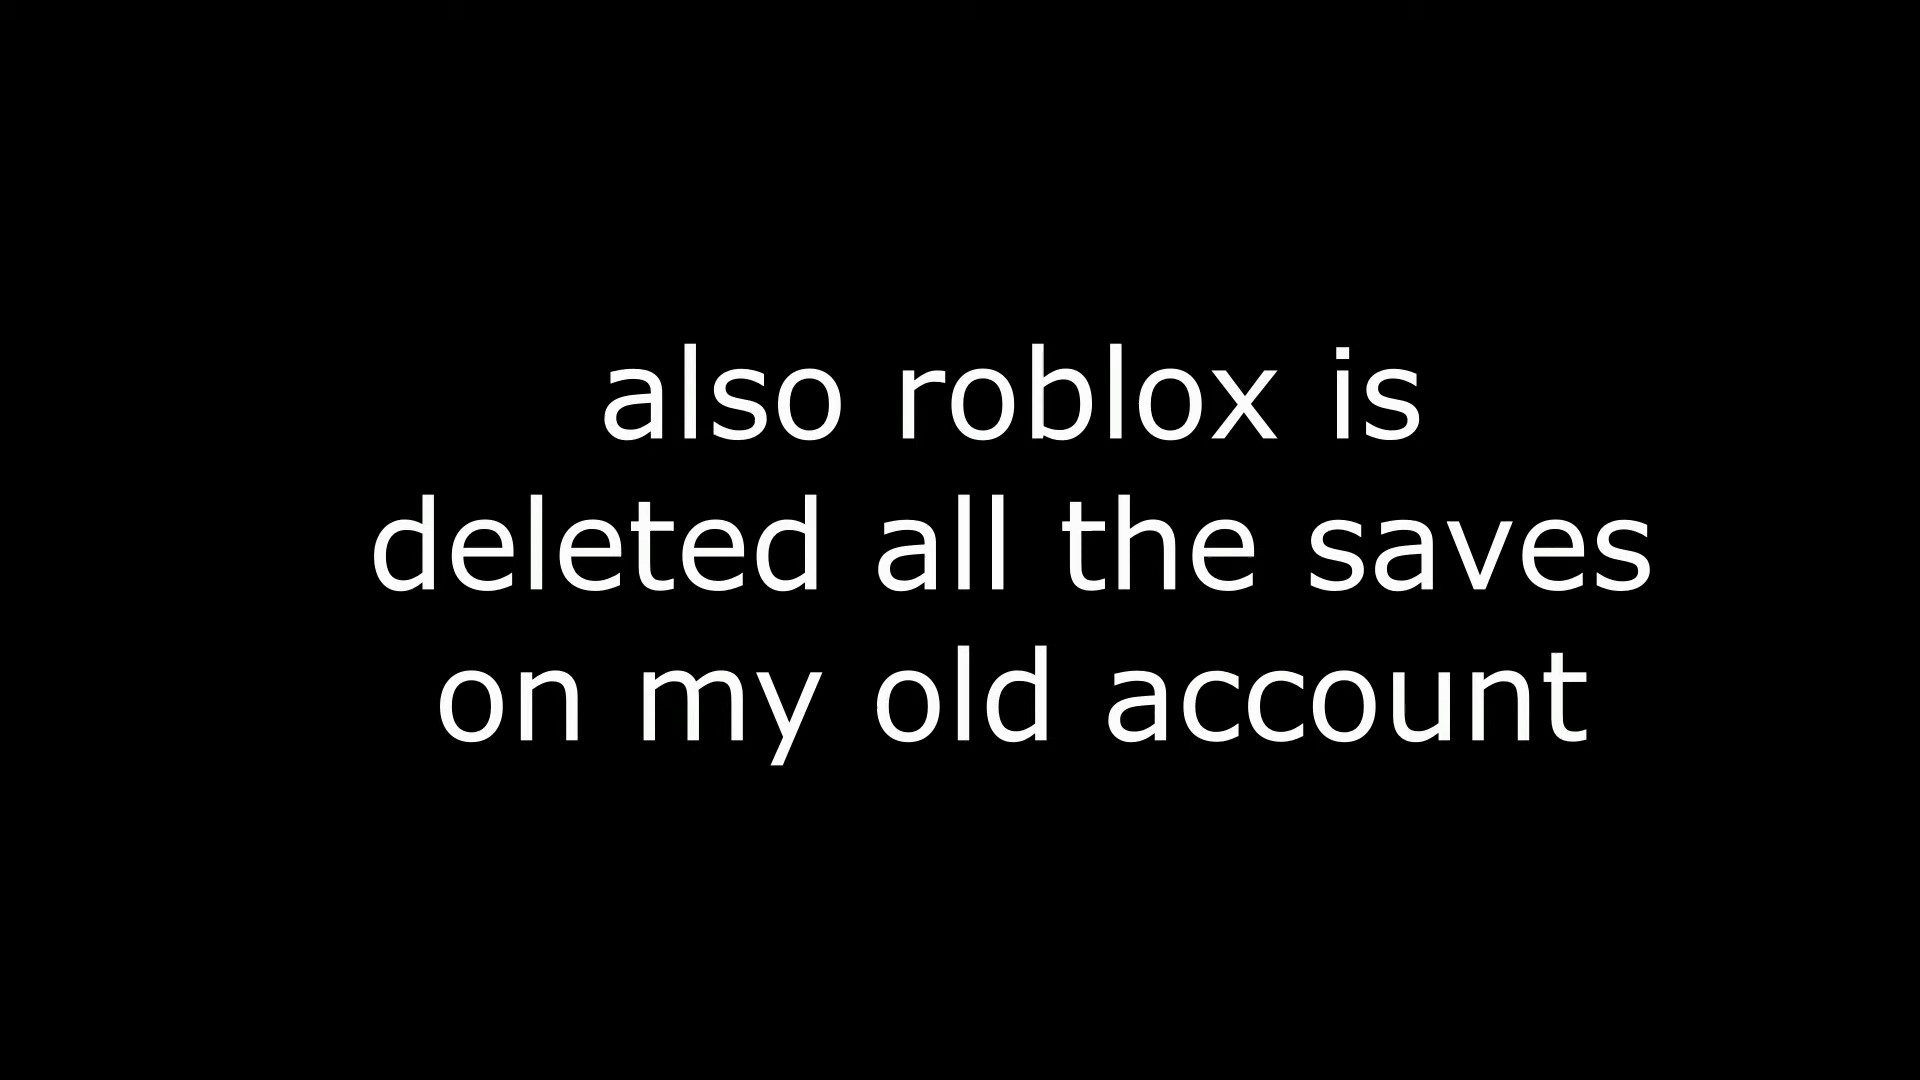 also roblox is
deleted all the saves
on my old account